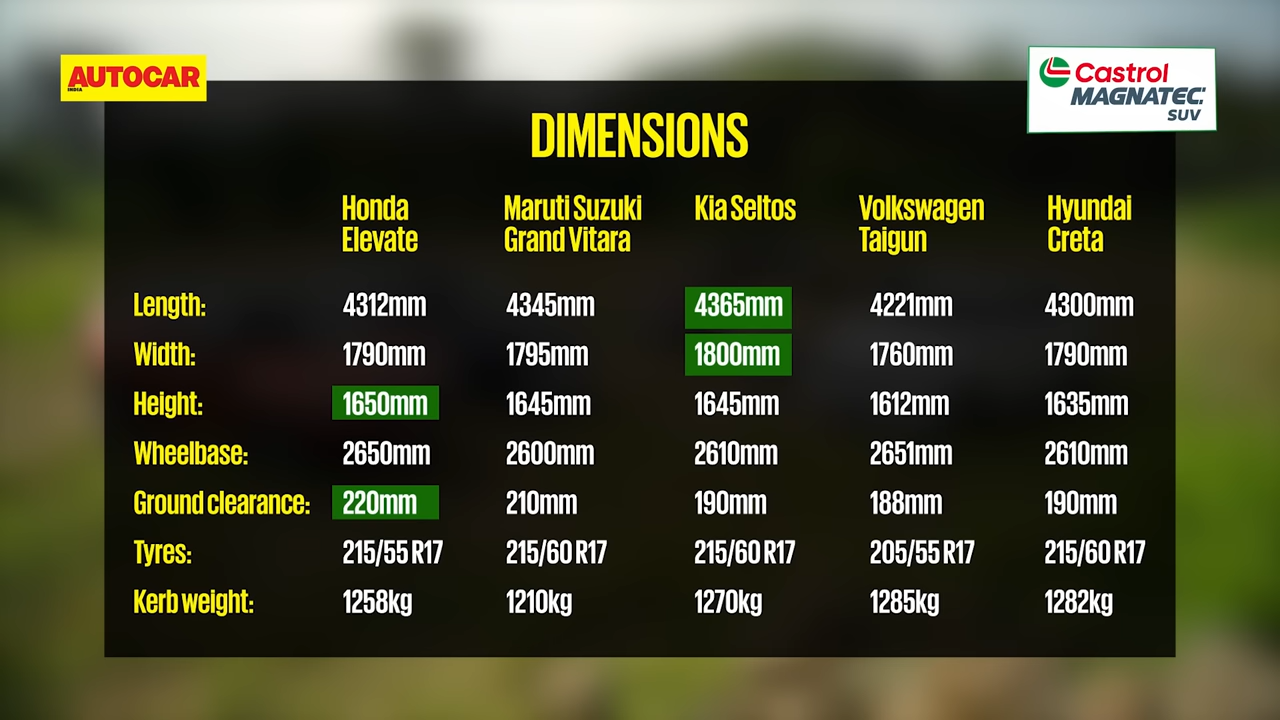 AUTOCAR
INDIA
Castrol
MAGNATEC
SUV
DIMENSIONS
Honda Elevate
Maruti Suzuki Grand Vitara
Kia Seltos
Volkswagen Taigun
Hyundai Creta
Length: 4312mm 4345mm 4365mm 4221mm 4300mm
Width: 1790mm 1795mm 1800mm 1760mm 1790mm
Height: 1650mm 1645mm 1645mm 1612mm 1635mm
Wheelbase: 2650mm 2600mm 2610mm 2651mm 2610mm
Ground clearance: 220mm 210mm 190mm 188mm 190mm
Tyres: 215/55 R17 215/60 R17 215/60 R17 205/55 R17 215/60 R17
Kerb weight: 1258kg 1210kg 1270kg 1285kg 1282kg